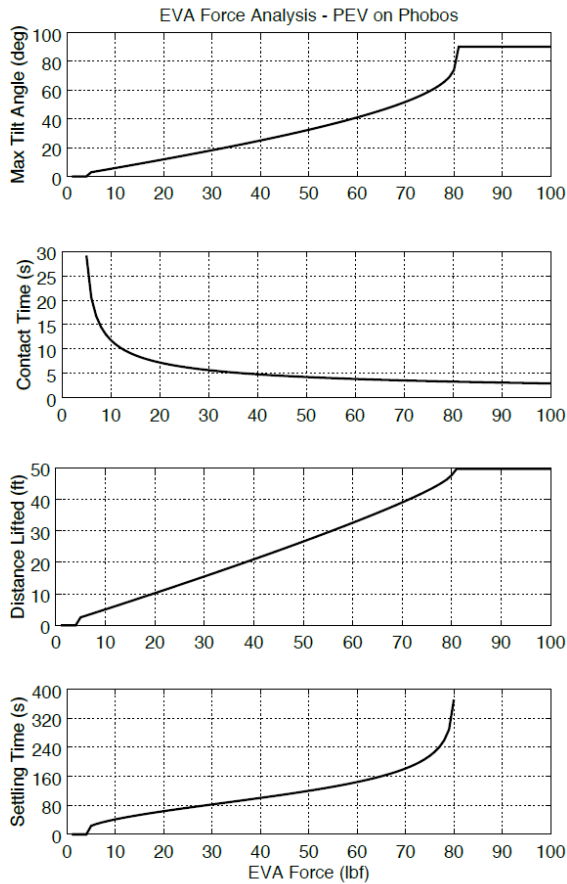 EVA Force Analysis - PEV on Phobos
Max Tilt Angle (deg)
100
80
60
40
20
0
0 10 20 30 40 50 60 70 80 90 100
Contact Time (s)
30
25
20
15
10
5
0
0 10 20 30 40 50 60 70 80 90 100
Distance Lifted (ft)
50
40
30
20
10
0
0 10 20 30 40 50 60 70 80 90 100
Settling Time (s)
400
320
240
160
80
0
0 10 20 30 40 50 60 70 80 90 100
EVA Force (lbf)